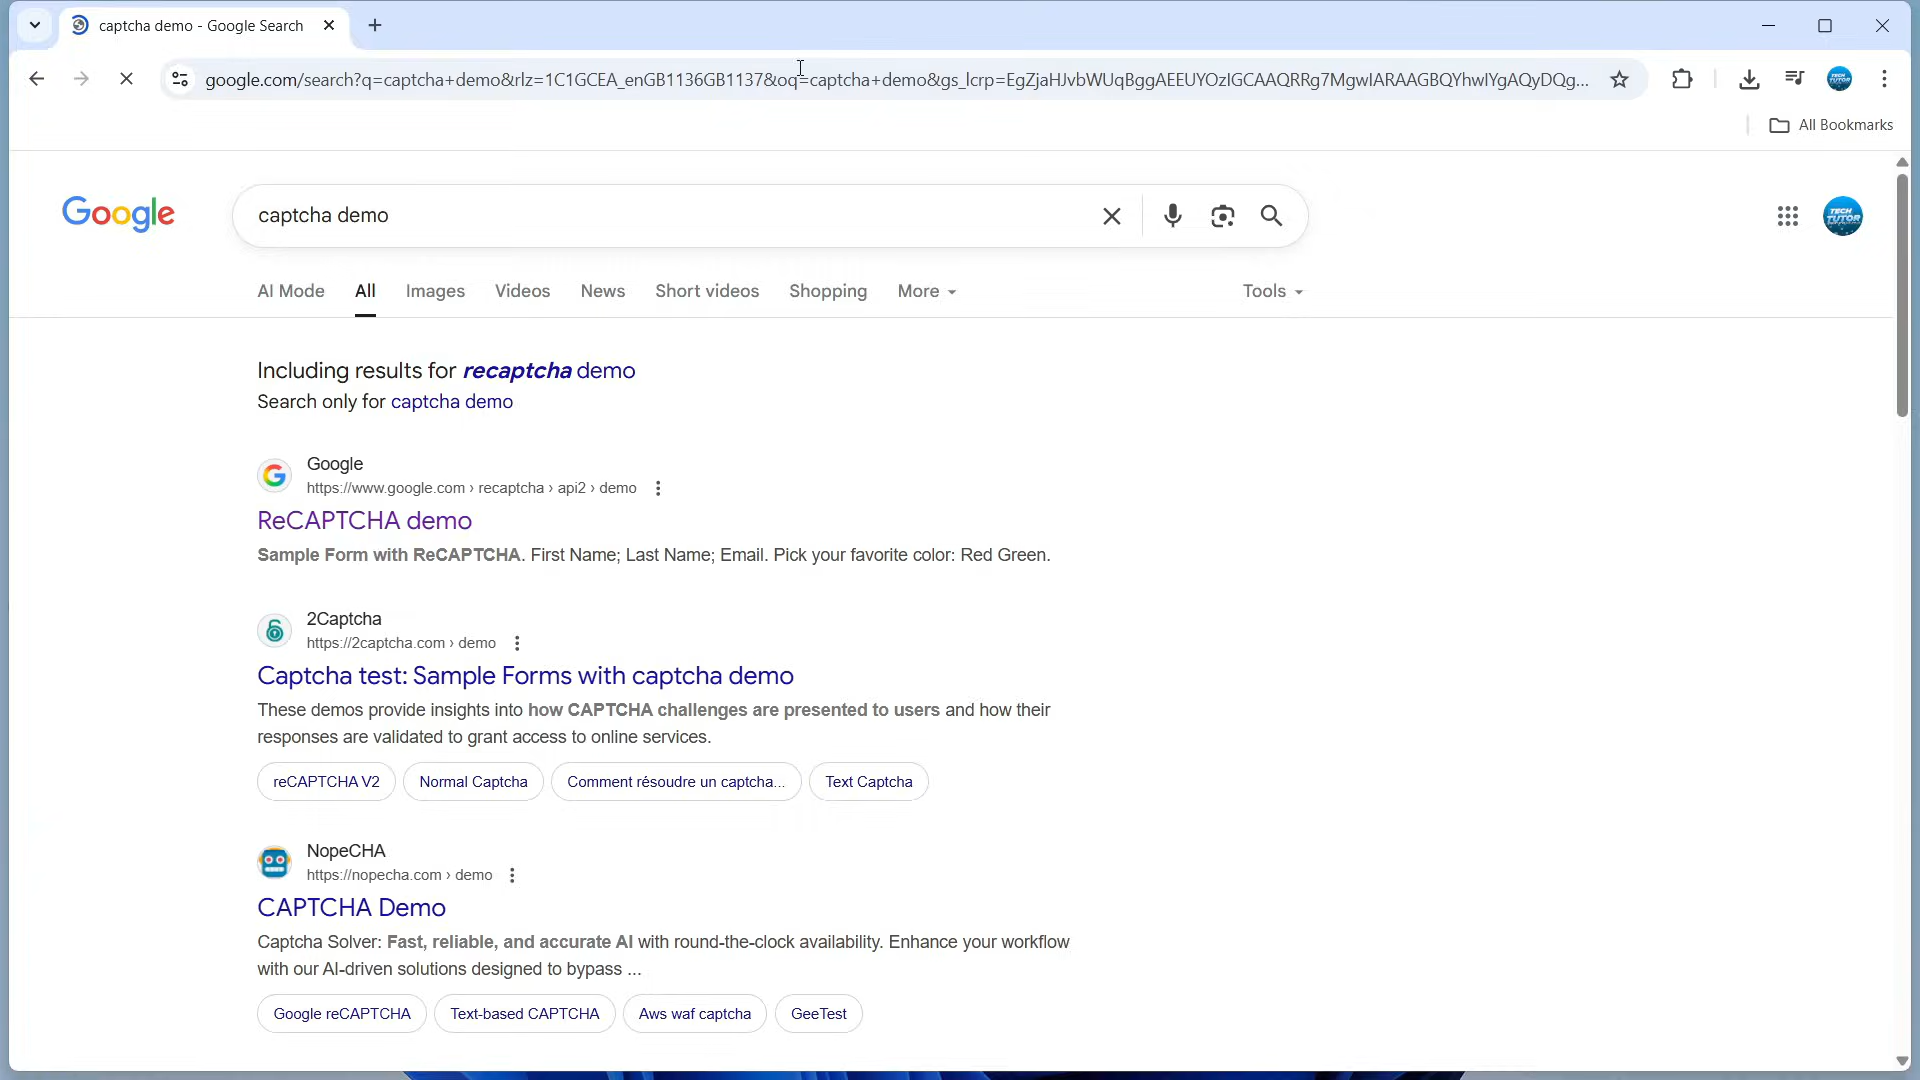 captcha demo - Google Search
google.com/search?q=captcha+demo&rlz=1C1GCEA_enGB1136GB1137&oq=captcha+demo&gs_lcrp=EgZjaHJvbWUqBggAEEUYOzIGCAAQRRg7MgwIARAAGBQYhwIYgAQyDQg...
All Bookmarks
Google
captcha demo
TECH TUTOR
AI Mode All Images Videos News Short videos Shopping More Tools
Including results for recaptcha demo
Search only for captcha demo
Google
https://www.google.com › recaptcha › api2 › demo
ReCAPTCHA demo
Sample Form with ReCAPTCHA. First Name; Last Name; Email. Pick your favorite color: Red Green.
2Captcha
https://2captcha.com › demo
Captcha test: Sample Forms with captcha demo
These demos provide insights into how CAPTCHA challenges are presented to users and how their
responses are validated to grant access to online services.
reCAPTCHA V2 Normal Captcha Comment résoudre un captcha... Text Captcha
NopeCHA
https://nopecha.com › demo
CAPTCHA Demo
Captcha Solver: Fast, reliable, and accurate AI with round-the-clock availability. Enhance your workflow
with our AI-driven solutions designed to bypass ...
Google reCAPTCHA Text-based CAPTCHA Aws waf captcha GeeTest